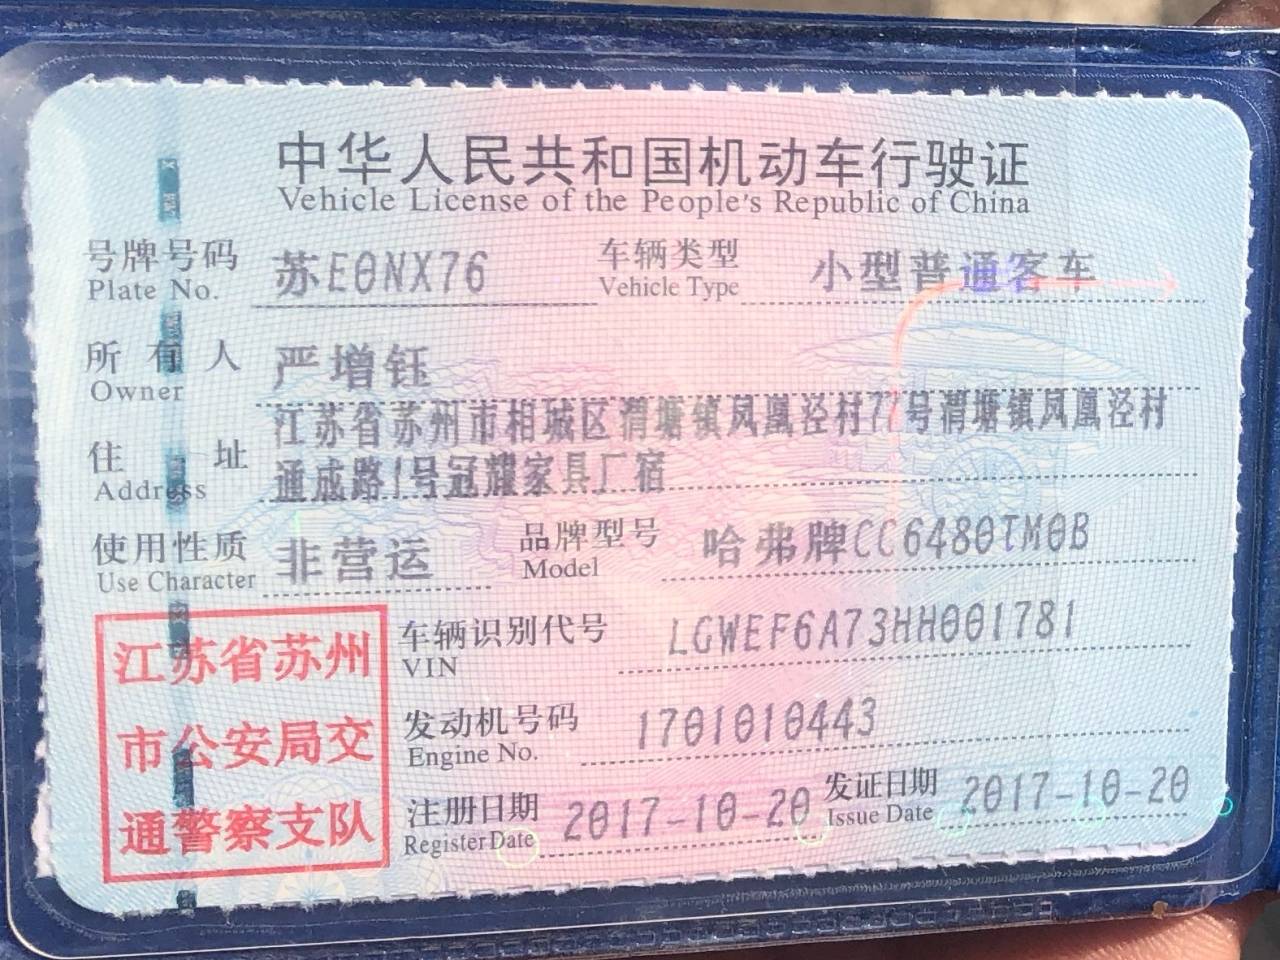 中华人民共和国机动车行驶证
Vehicle License of the People's Republic of China
号牌号码 苏E0NX76 车辆类型 小型普通客车
Plate No. Vehicle Type
所有人 严增钰
Owner
江苏省苏州市相城区渭塘镇凤凰泾村77号渭塘镇凤凰泾村
住址 通成路1号冠耀家具厂宿
Address
使用性质 非营运 品牌型号 哈弗牌CC6480TM0B
Use Character Model
江苏省苏州
市公安局交
通警察支队
车辆识别代号 LGWEF6A73HH001781
VIN
发动机号码 1701010443
Engine No.
注册日期 2017-10-20 发证日期 2017-10-20
Register Date Issue Date